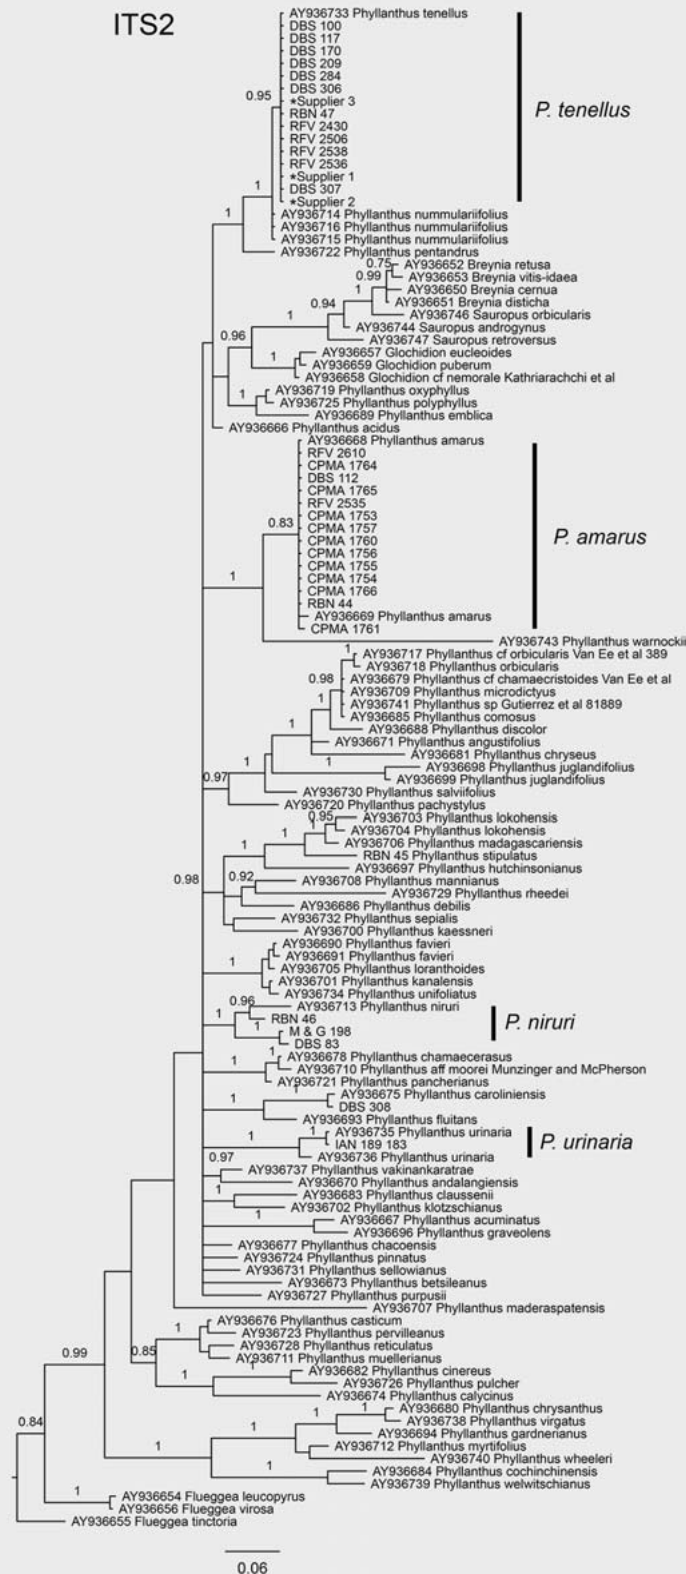 ITS2
AY936733 Phyllanthus tenellus
DBS 100
DBS 117
DBS 170
DBS 209
DBS 284
DBS 306
0.95
*Supplier 3
RBN 47
P. tenellus
RFV 2430
RFV 2506
RFV 2538
RFV 2536
*Supplier 1
1
DBS 307
*Supplier 2
1
AY936714 Phyllanthus nummulariifolius
AY936716 Phyllanthus nummulariifolius
AY936715 Phyllanthus nummulariifolius
AY936722 Phyllanthus pentandrus
0.75
AY936652 Breynia retusa
0.99
AY936653 Breynia vitis-idaea
1
AY936650 Breynia cernua
0.94
AY936651 Breynia disticha
AY936746 Sauropus orbicularis
1
AY936744 Sauropus androgynus
0.96
AY936747 Sauropus retroversus
AY936657 Glochidion eucleoides
1
AY936659 Glochidion puberum
AY936658 Glochidion cf nemorale Kathriarachchi et al
AY936719 Phyllanthus oxyphyllus
1
AY936725 Phyllanthus polyphyllus
AY936689 Phyllanthus emblica
AY936666 Phyllanthus acidus
AY936668 Phyllanthus amarus
RFV 2610
CPMA 1764
DBS 112
CPMA 1765
RFV 2535
CPMA 1753
0.83
CPMA 1757
P. amarus
CPMA 1760
CPMA 1756
CPMA 1755
1
CPMA 1754
CPMA 1766
RBN 44
AY936669 Phyllanthus amarus
CPMA 1761
AY936743 Phyllanthus warnockii
1
AY936717 Phyllanthus cf orbicularis Van Ee et al 389
AY936718 Phyllanthus orbicularis
0.98
AY936679 Phyllanthus cf chamaecristoides Van Ee et al
AY936709 Phyllanthus microdictyus
1
AY936741 Phyllanthus sp Gutierrez et al 81889
AY936685 Phyllanthus comosus
1
AY936688 Phyllanthus discolor
AY936671 Phyllanthus angustifolius
1
AY936681 Phyllanthus chryseus
1
AY936698 Phyllanthus juglandifolius
0.97
AY936699 Phyllanthus juglandifolius
AY936730 Phyllanthus salviifolius
AY936720 Phyllanthus pachystylus
0.95
AY936703 Phyllanthus lokohensis
1
1
AY936704 Phyllanthus lokohensis
AY936706 Phyllanthus madagascariensis
1
RBN 45 Phyllanthus stipulatus
AY936697 Phyllanthus hutchinsonianus
0.98
0.92
AY936708 Phyllanthus mannianus
AY936729 Phyllanthus rheedei
AY936686 Phyllanthus debilis
AY936732 Phyllanthus sepialis
AY936700 Phyllanthus kaessneri
AY936690 Phyllanthus favieri
AY936691 Phyllanthus favieri
1
AY936705 Phyllanthus loranthoides
AY936701 Phyllanthus kanalensis
AY936734 Phyllanthus unifoliatus
0.96
AY936713 Phyllanthus niruri
1
RBN 46
P. niruri
1
M & G 198
DBS 83
1
AY936678 Phyllanthus chamaecerasus
1
AY936710 Phyllanthus aff moorei Munzinger and McPherson
AY936721 Phyllanthus pancherianus
1
AY936675 Phyllanthus caroliniensis
1
DBS 308
AY936693 Phyllanthus fluitans
1
AY936735 Phyllanthus urinaria
1
IAN 189 183
P. urinaria
AY936736 Phyllanthus urinaria
0.97
AY936737 Phyllanthus vakinankaratrae
AY936670 Phyllanthus andalangiensis
1
AY936683 Phyllanthus claussenii
AY936702 Phyllanthus klotzschianus
1
AY936667 Phyllanthus acuminatus
AY936696 Phyllanthus graveolens
AY936677 Phyllanthus chacoensis
AY936724 Phyllanthus pinnatus
AY936731 Phyllanthus sellowianus
AY936673 Phyllanthus betsileanus
AY936727 Phyllanthus purpusii
AY936707 Phyllanthus maderaspatensis
AY936676 Phyllanthus casticum
1
AY936723 Phyllanthus pervilleanus
0.99
0.85
AY936728 Phyllanthus reticulatus
AY936711 Phyllanthus muellerianus
1
AY936682 Phyllanthus cinereus
1
AY936726 Phyllanthus pulcher
AY936674 Phyllanthus calycinus
1
AY936680 Phyllanthus chrysanthus
1
AY936738 Phyllanthus virgatus
0.84
1
AY936694 Phyllanthus gardnerianus
AY936712 Phyllanthus myrtifolius
1
AY936740 Phyllanthus wheeleri
1
AY936684 Phyllanthus cochinchinensis
AY936739 Phyllanthus welwitschianus
1
AY936654 Flueggea leucopyrus
AY936656 Flueggea virosa
AY936655 Flueggea tinctoria
0.06